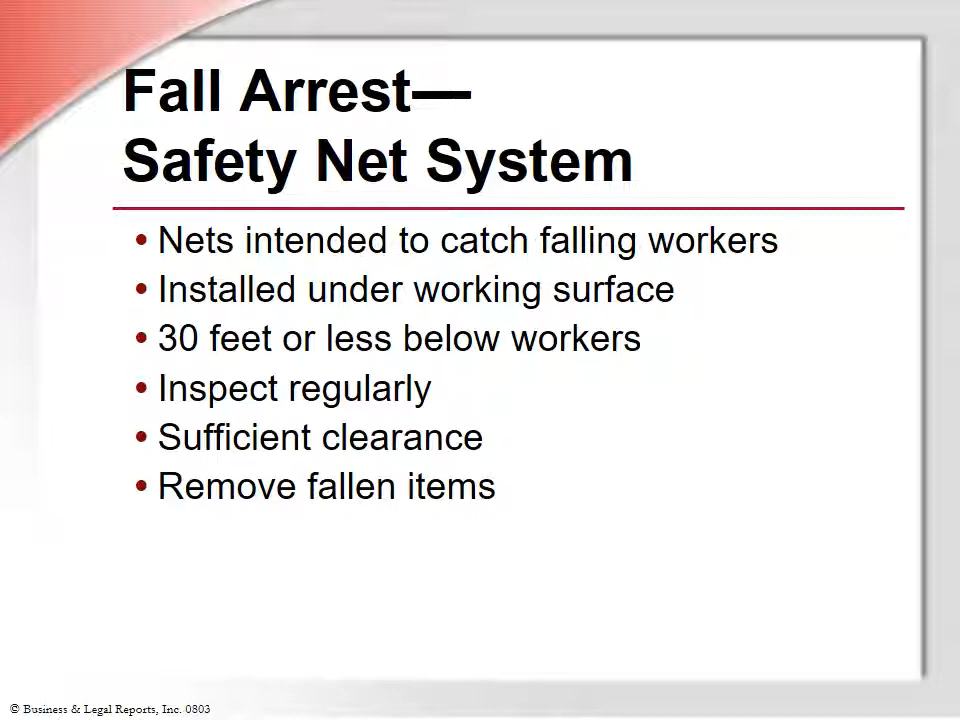 Fall Arrest—
Safety Net System
• Nets intended to catch falling workers
• Installed under working surface
• 30 feet or less below workers
• Inspect regularly
• Sufficient clearance
• Remove fallen items
© Business & Legal Reports, Inc. 0803